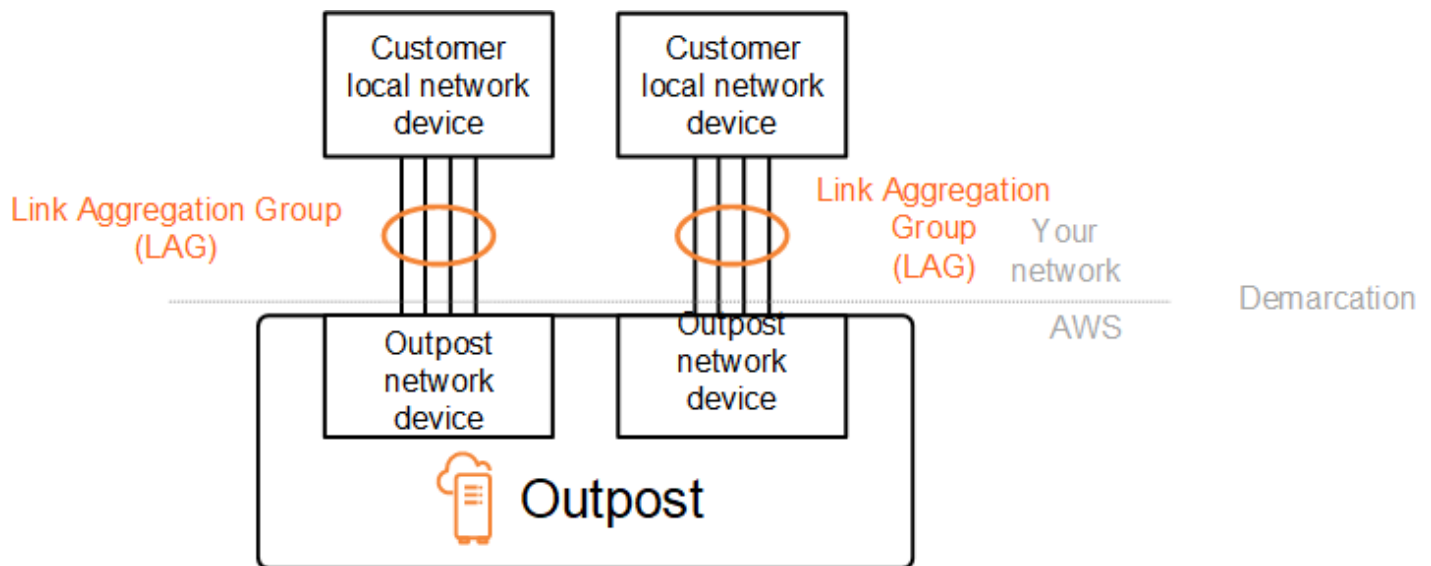 Customer
local network
device
Customer
local network
device
Link Aggregation Group
(LAG)
Link Aggregation
Group
(LAG)
Your
network
Demarcation
AWS
Outpost
network
device
Outpost
network
device
Outpost